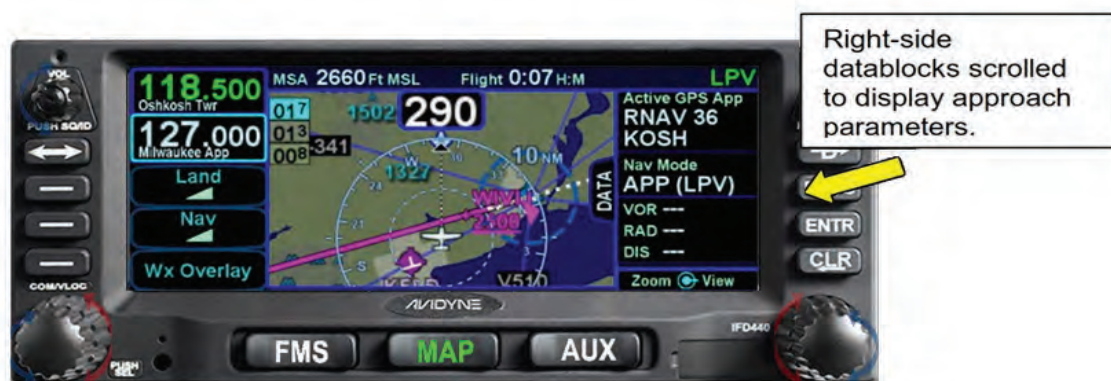 Right-side
datablocks scrolled
to display approach
parameters.
VOL
118.500
Oshkosh Twr
127.000
Milwaukee App
Land
Nav
Wx Overlay
COM/VLOC
PUSH
SEL
MSA 2660 Ft MSL Flight 0:07 H:M LPV
017
013
008
1502
290
-341
1327
10 NM
W
24
21
S
3
V510
DATA
Active GPS App
RNAV 36
KOSH
Nav Mode
APP (LPV)
VOR ---
RAD ---
DIS ---
Zoom View
ENTR
CLR
AVIDYNE
IFD440
FMS
MAP
AUX